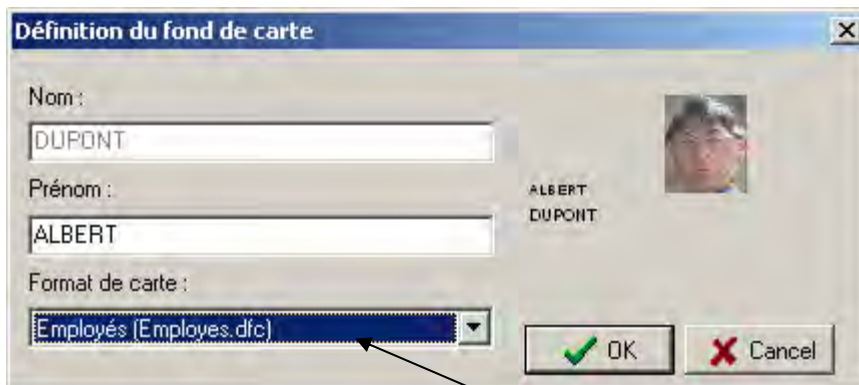 Définition du fond de carte
Nom :
DUPONT
Prénom :
ALBERT
Format de carte :
Employés (Employes.dfc)
ALBERT
DUPONT
OK
Cancel